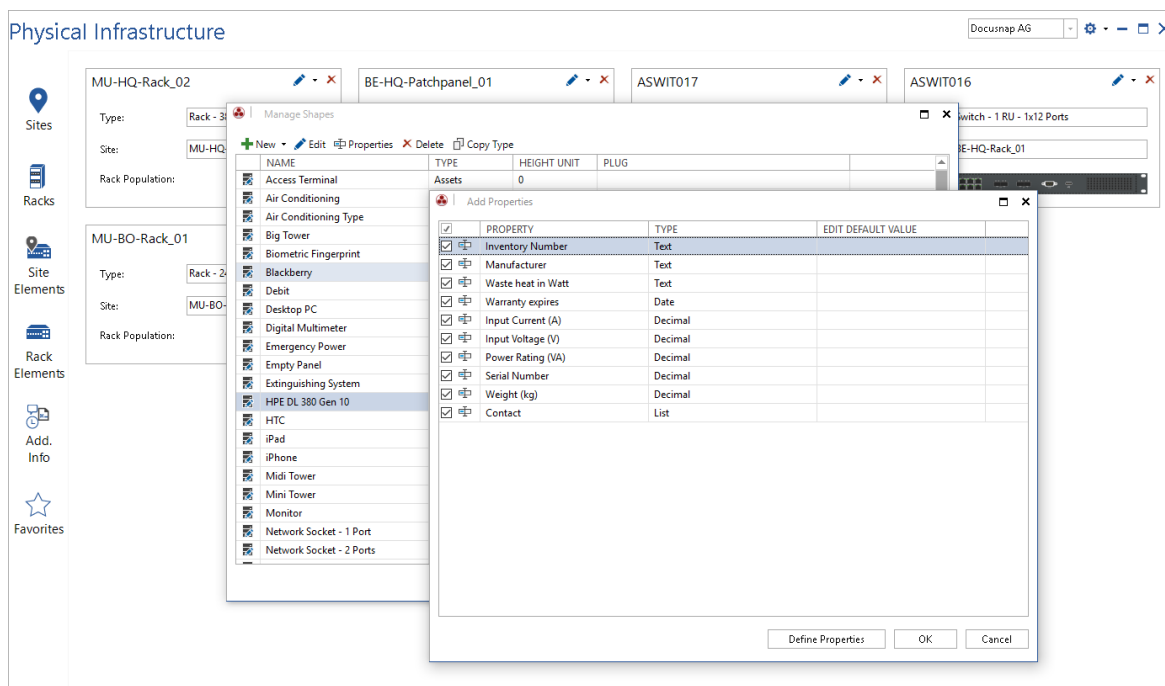 Physical Infrastructure
Docusnap AG
Sites
Racks
Site
Elements
Rack
Elements
Add.
Info
Favorites
MU-HQ-Rack_02
Type:
Rack - 3
Site:
MU-HQ
Rack Population:
BE-HQ-Patchpanel_01
ASWIT017
ASWIT016
witch - 1 RU - 1x12 Ports
BE-HQ-Rack_01
MU-BO-Rack_01
Type:
Rack - 2
Site:
MU-BO-
Rack Population:
Manage Shapes
New Edit Properties Delete Copy Type
NAME TYPE HEIGHT UNIT PLUG
Access Terminal Assets 0
Air Conditioning
Air Conditioning Type
Big Tower
Biometric Fingerprint
Blackberry
Debit
Desktop PC
Digital Multimeter
Emergency Power
Empty Panel
Extinguishing System
HPE DL 380 Gen 10
HTC
iPad
iPhone
Midi Tower
Mini Tower
Monitor
Network Socket - 1 Port
Network Socket - 2 Ports
Add Properties
PROPERTY TYPE EDIT DEFAULT VALUE
Inventory Number Text
Manufacturer Text
Waste heat in Watt Text
Warranty expires Date
Input Current (A) Decimal
Input Voltage (V) Decimal
Power Rating (VA) Decimal
Serial Number Decimal
Weight (kg) Decimal
Contact List
Define Properties OK Cancel